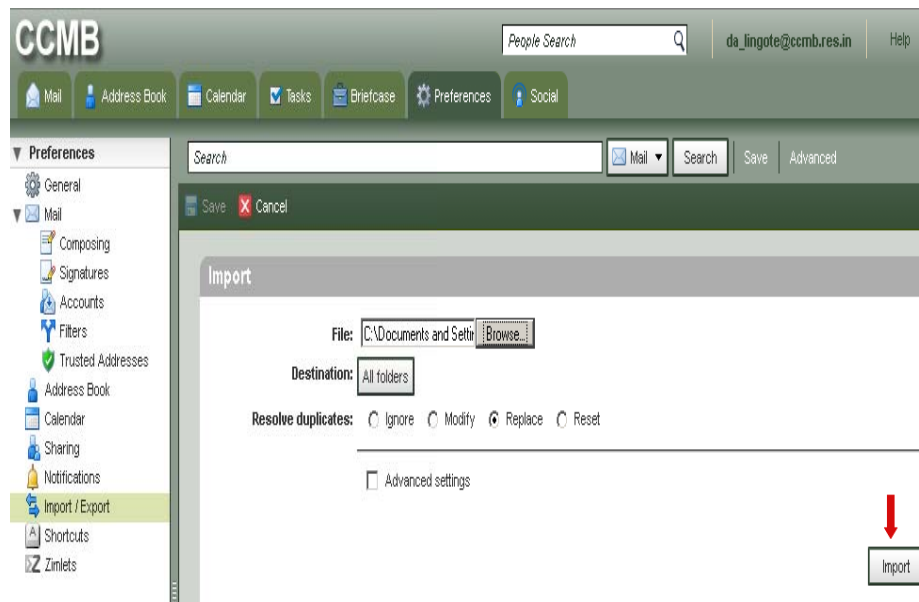 CCMB
People Search
da_lingote@ccmb.res.in
Help
Mail
Address Book
Calendar
Tasks
Briefcase
Preferences
Social
Preferences
General
Mail
Composing
Signatures
Accounts
Filters
Trusted Addresses
Address Book
Calendar
Sharing
Notifications
Import / Export
Shortcuts
Zimlets
Search
Mail
Search
Save
Advanced
Save
Cancel
Import
File: C:\Documents and Settin Browse...
Destination: All folders
Resolve duplicates: Ignore Modify Replace Reset
Advanced settings
Import